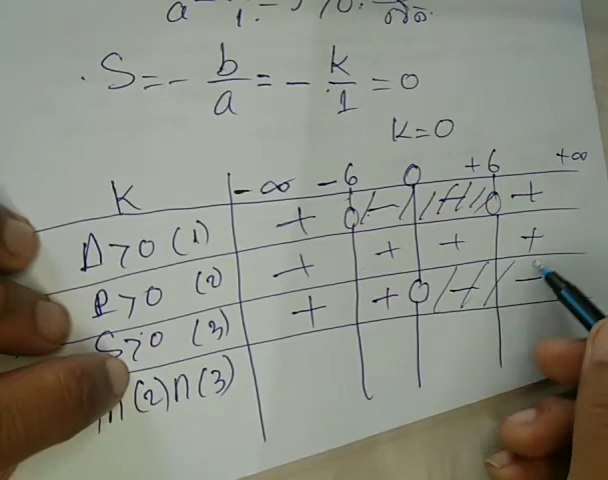 S = - b/a = - k/1 = 0
K=0
K -∞ -6 0 +6 +∞
Δ>0 (1) + 0 - + 0 +
P>0 (2) + + + +
S>0 (3) + + 0 - -
∩(2)∩(3)